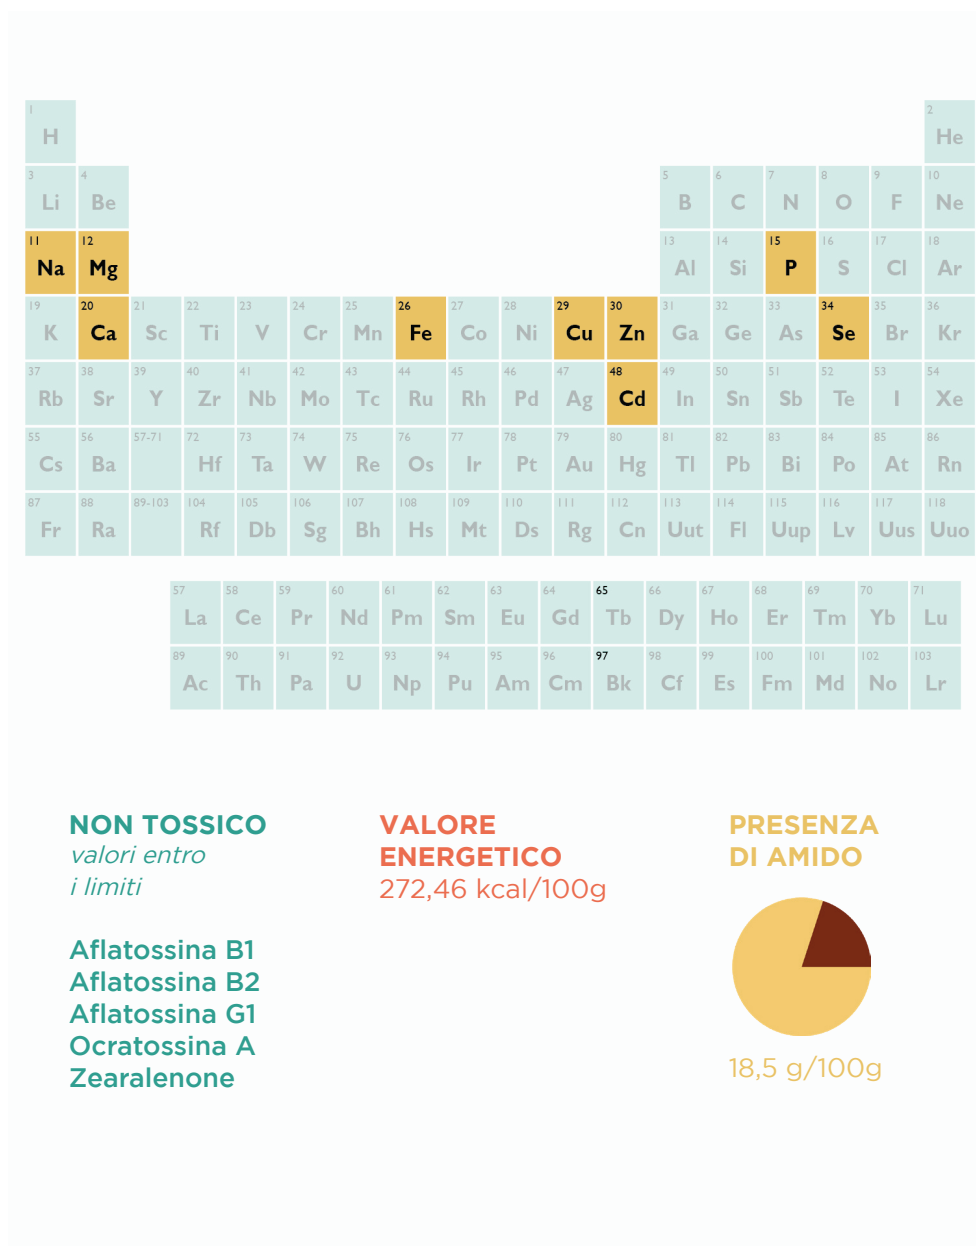 1 2
H He
3 4 5 6 7 8 9 10
Li Be B C N O F Ne
11 12 13 14 15 16 17 18
Na Mg Al Si P S Cl Ar
19 20 21 22 23 24 25 26 27 28 29 30 31 32 33 34 35 36
K Ca Sc Ti V Cr Mn Fe Co Ni Cu Zn Ga Ge As Se Br Kr
37 38 39 40 41 42 43 44 45 46 47 48 49 50 51 52 53 54
Rb Sr Y Zr Nb Mo Tc Ru Rh Pd Ag Cd In Sn Sb Te I Xe
55 56 57-71 72 73 74 75 76 77 78 79 80 81 82 83 84 85 86
Cs Ba Hf Ta W Re Os Ir Pt Au Hg Tl Pb Bi Po At Rn
87 88 89-103 104 105 106 107 108 109 110 111 112 113 114 115 116 117 118
Fr Ra Rf Db Sg Bh Hs Mt Ds Rg Cn Uut Fl Uup Lv Uus Uuo
57 58 59 60 61 62 63 64 65 66 67 68 69 70 71
La Ce Pr Nd Pm Sm Eu Gd Tb Dy Ho Er Tm Yb Lu
89 90 91 92 93 94 95 96 97 98 99 100 101 102 103
Ac Th Pa U Np Pu Am Cm Bk Cf Es Fm Md No Lr
NON TOSSICO
valori entro
i limiti
Aflatossina B1
Aflatossina B2
Aflatossina G1
Ocratossina A
Zearalenone
VALORE
ENERGETICO
272,46 kcal/100g
PRESENZA
DI AMIDO
18,5 g/100g